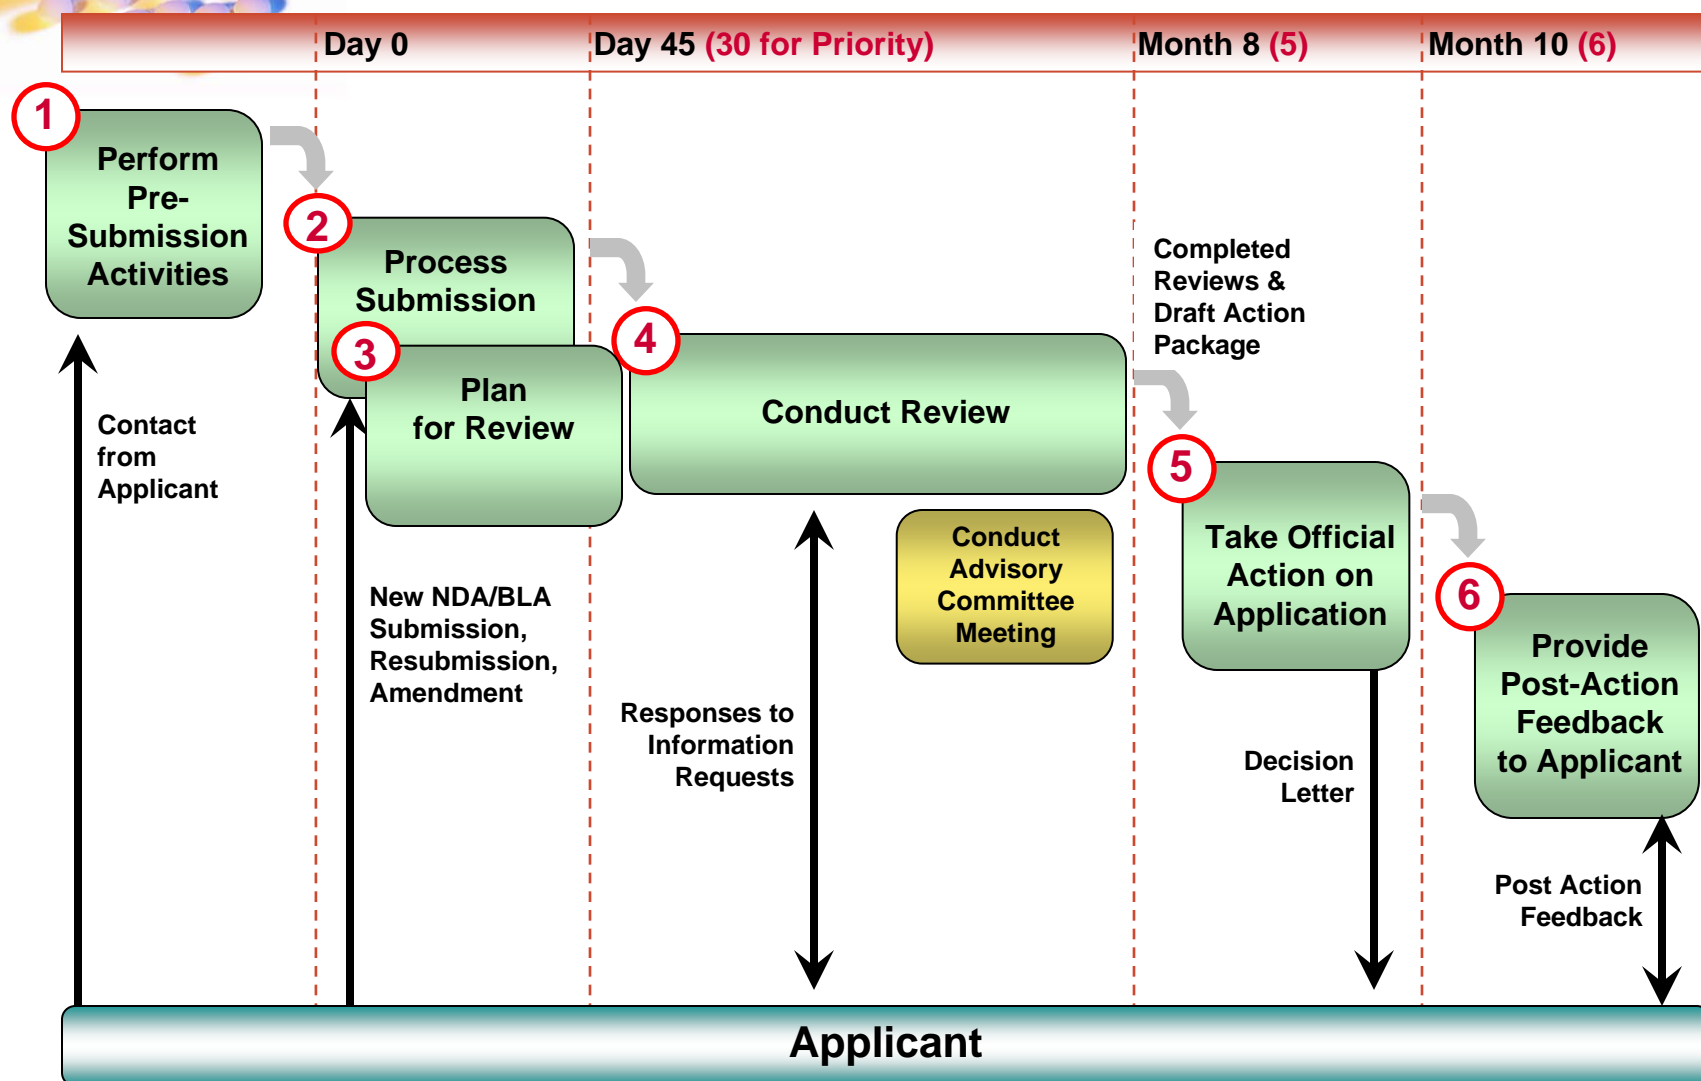 Day 0
Day 45 (30 for Priority)
Month 8 (5)
Month 10 (6)
1
Perform
Pre-
Submission
Activities
2
Process
Submission
3
Plan
for Review
4
Conduct Review
Completed
Reviews &
Draft Action
Package
5
Take Official
Action on
Application
6
Provide
Post-Action
Feedback
to Applicant
Conduct
Advisory
Committee
Meeting
Contact
from
Applicant
New NDA/BLA
Submission,
Resubmission,
Amendment
Responses to
Information
Requests
Decision
Letter
Post Action
Feedback
Applicant